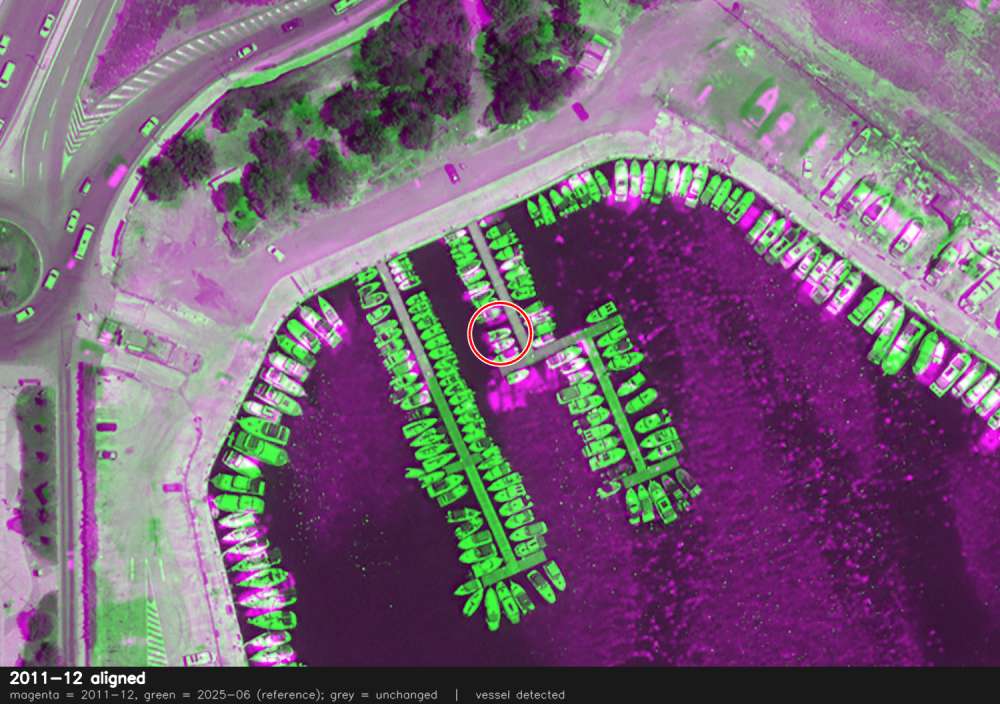 2011-12 aligned
magenta = 2011-12, green = 2025-06 (reference); grey = unchanged | vessel detected